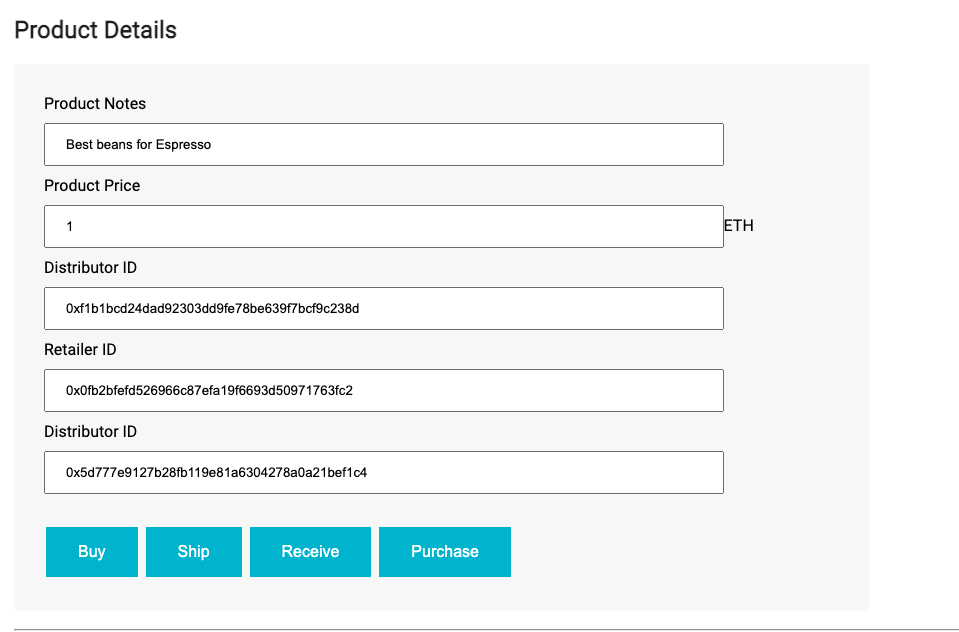 Product Details
Product Notes
Best beans for Espresso
Product Price
1 ETH
Distributor ID
0xf1b1bcd24dad92303dd9fe78be639f7bcf9c238d
Retailer ID
0x0fb2bfefd526966c87efa19f6693d50971763fc2
Distributor ID
0x5d777e9127b28fb119e81a6304278a0a21bef1c4
Buy Ship Receive Purchase